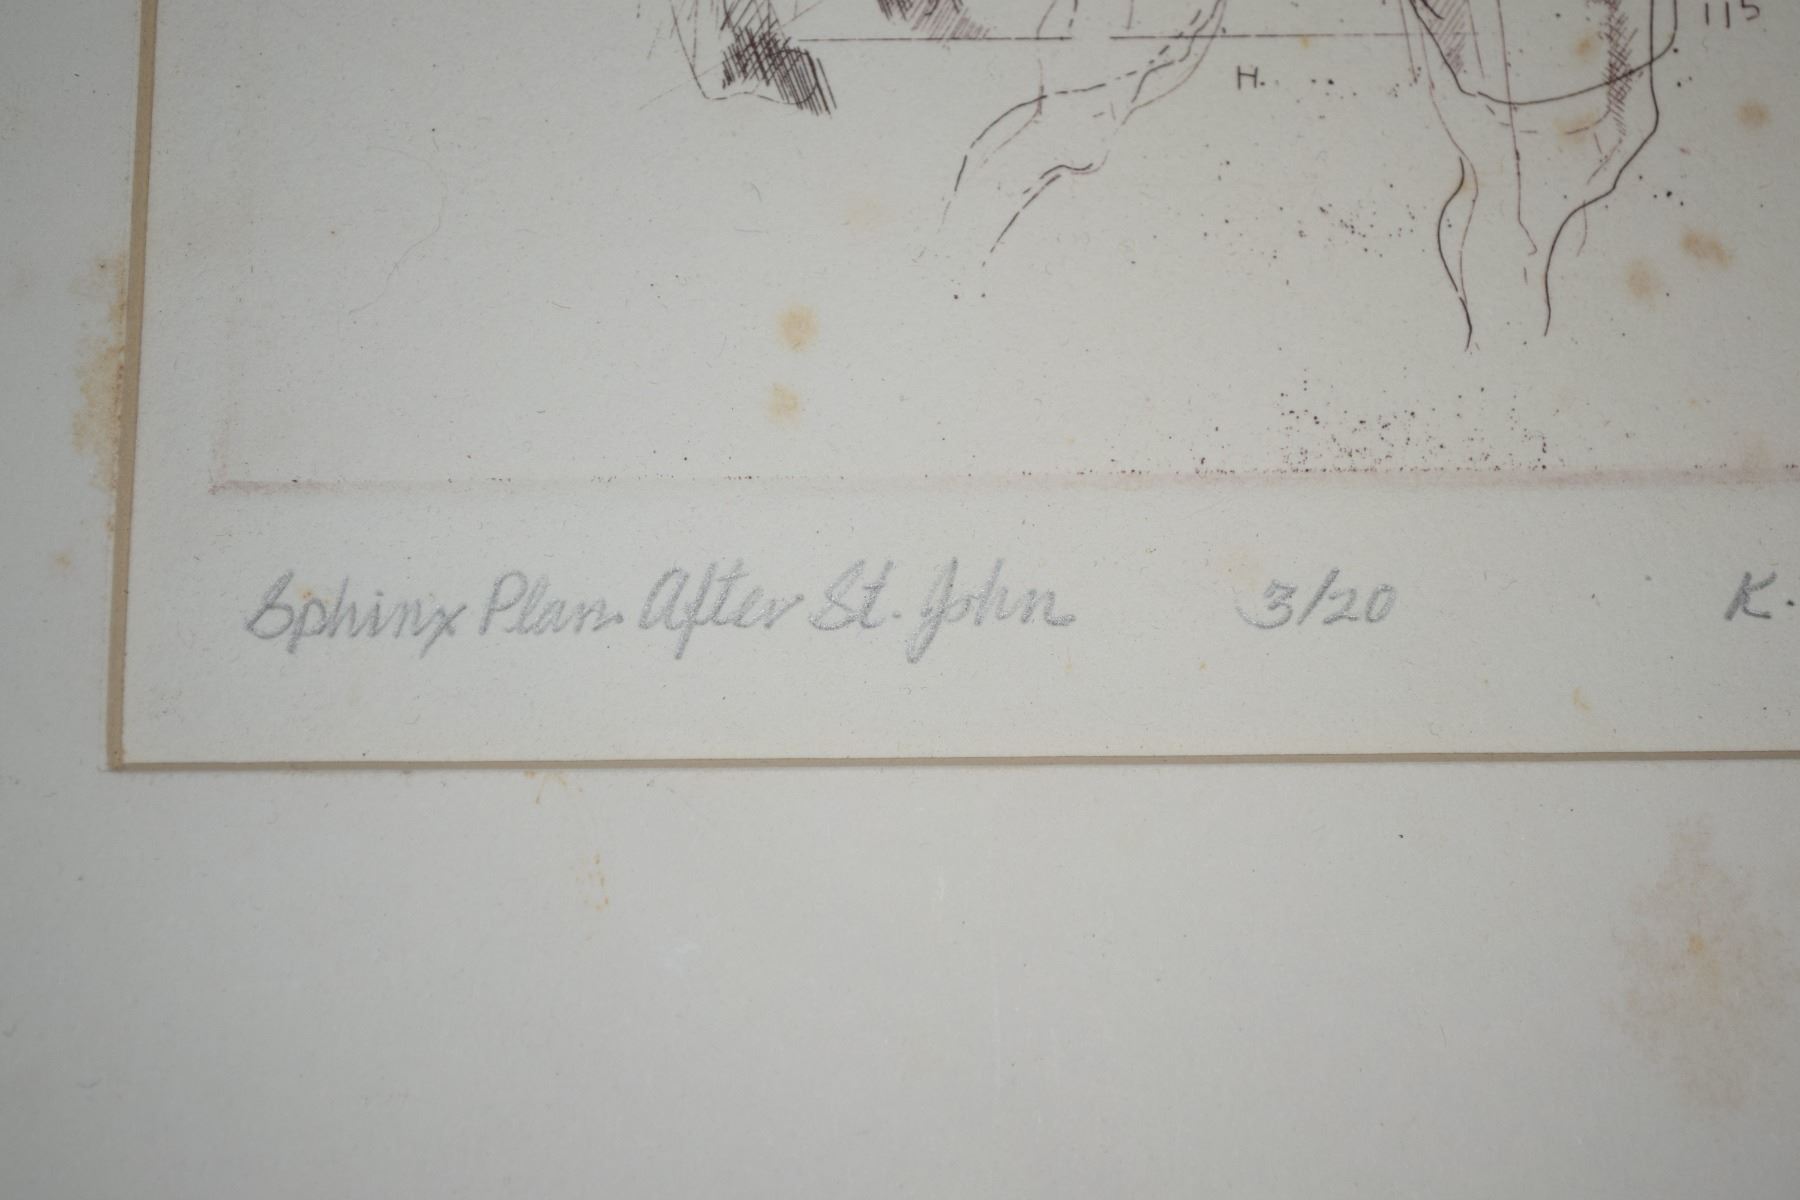 115
H.
Sphinx Plan After St. John 3/20 K.